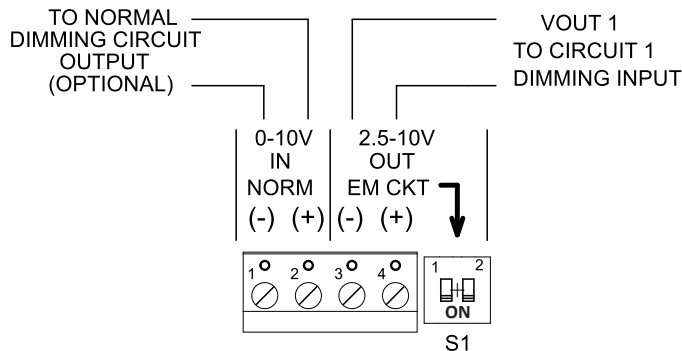 TO NORMAL
DIMMING CIRCUIT
OUTPUT
(OPTIONAL)
VOUT 1
TO CIRCUIT 1
DIMMING INPUT
0-10V
IN
NORM
(-) (+)
2.5-10V
OUT
EM CKT
(-) (+)
1 2 3 4
1 2
ON
S1